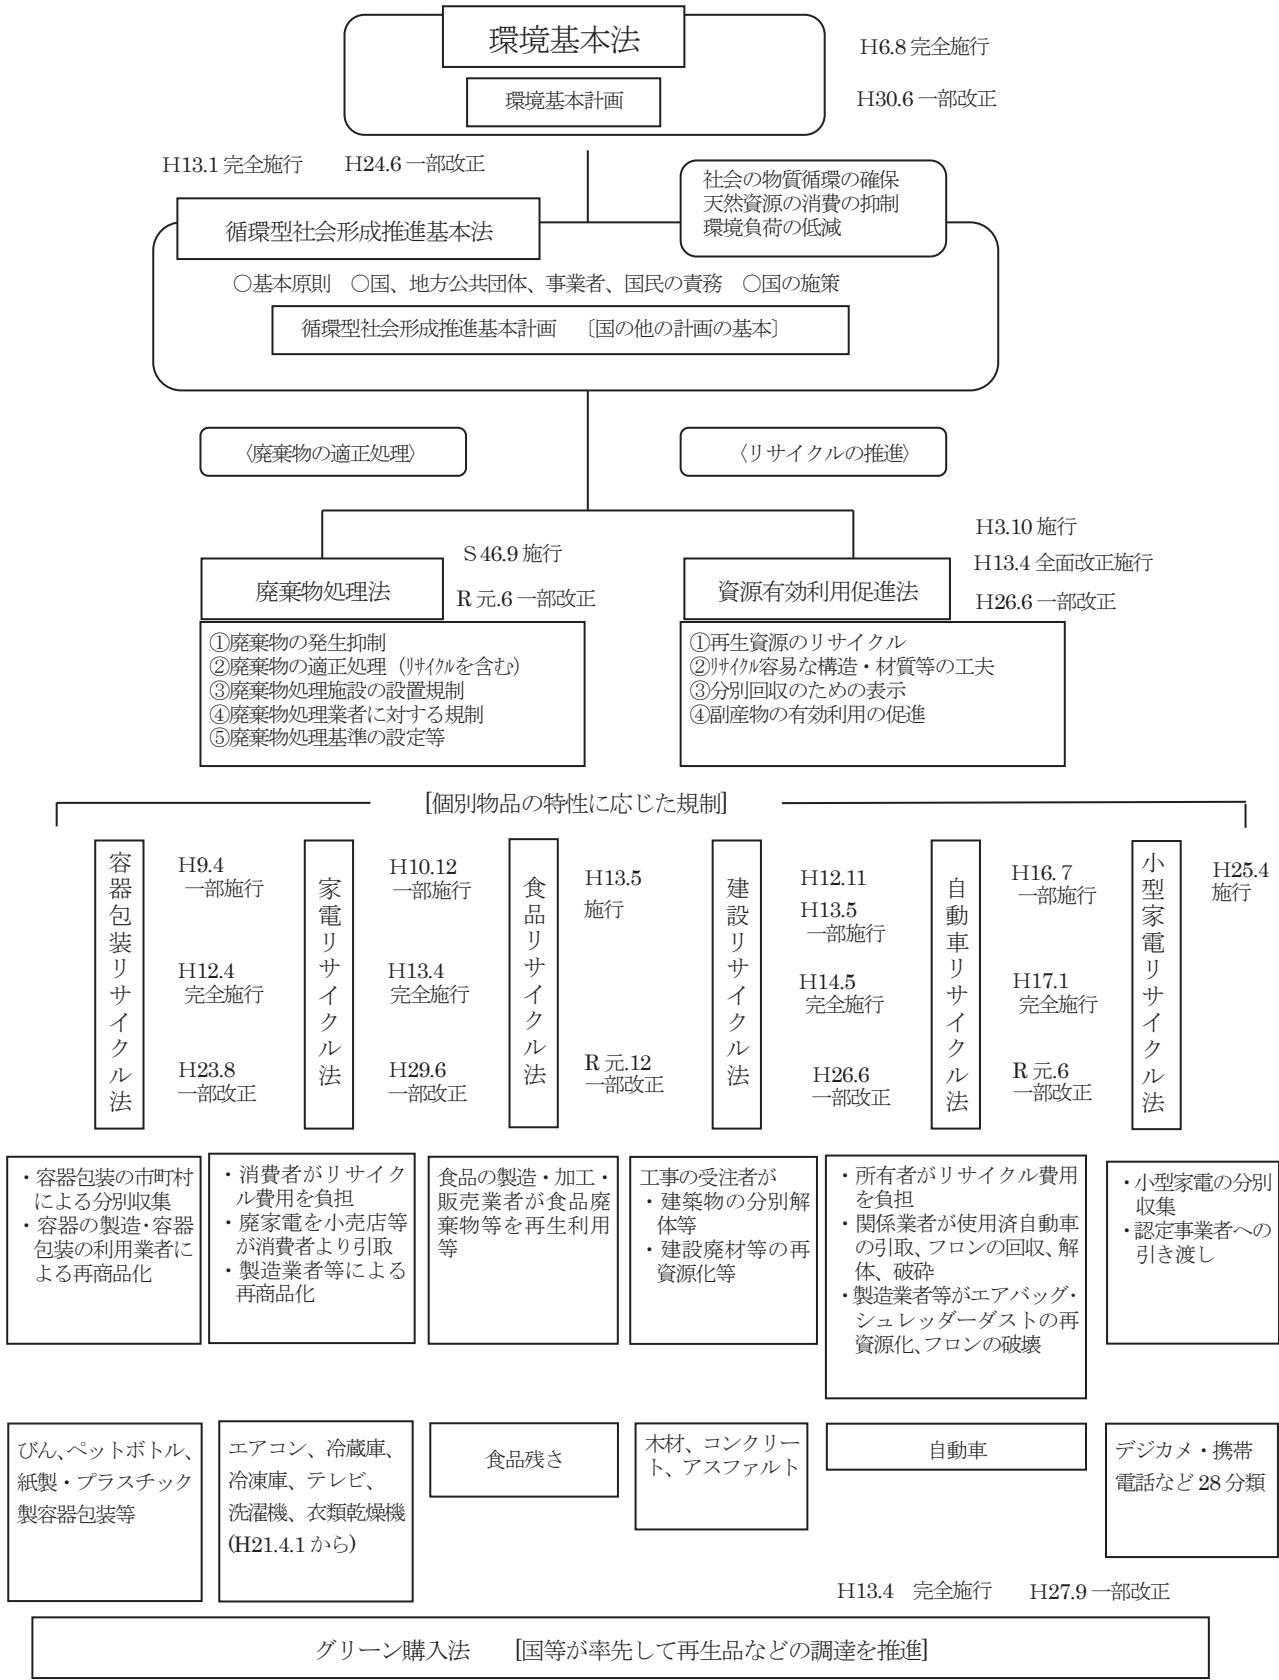 環境基本法
H6.8 完全施行
環境基本計画
H30.6 一部改正
H13.1 完全施行 H24.6 一部改正
社会の物質循環の確保
天然資源の消費の抑制
環境負荷の低減
循環型社会形成推進基本法
○基本原則 ○国、地方公共団体、事業者、国民の責務 ○国の施策
循環型社会形成推進基本計画 〔国の他の計画の基本〕
〈廃棄物の適正処理〉
〈リサイクルの推進〉
S46.9 施行
廃棄物処理法
R 元.6 一部改正
H3.10 施行
H13.4 全面改正施行
資源有効利用促進法
H26.6 一部改正
①廃棄物の発生抑制
②廃棄物の適正処理(リサイクルを含む)
③廃棄物処理施設の設置規制
④廃棄物処理業者に対する規制
⑤廃棄物処理基準の設定等
①再生資源のリサイクル
②リサイクル容易な構造・材質等の工夫
③分別回収のための表示
④副産物の有効利用の促進
[個別物品の特性に応じた規制]
容器包装リサイクル法
H9.4
一部施行
H12.4
完全施行
H23.8
一部改正
家電リサイクル法
H10.12
一部施行
H13.4
完全施行
H29.6
一部改正
食品リサイクル法
H13.5
施行
R 元.12
一部改正
建設リサイクル法
H12.11
H13.5
一部施行
H14.5
完全施行
H26.6
一部改正
自動車リサイクル法
H16.7
一部施行
H17.1
完全施行
R 元.6
一部改正
小型家電リサイクル法
H25.4
施行
・容器包装の市町村
による分別収集
・容器の製造・容器
包装の利用業者に
よる再商品化
・消費者がリサイク
ル費用を負担
・廃家電を小売店等
が消費者より引取
・製造業者等による
再商品化
食品の製造・加工・
販売業者が食品廃
棄物等を再生利用
等
工事の受注者が
・建築物の分別解
体等
・建設廃材等の再
資源化等
・所有者がリサイクル費用
を負担
・関係業者が使用済自動車
の引取、フロンの回収、解
体、破砕
・製造業者等がエアバッグ・
シュレッダーダストの再
資源化、フロンの破壊
・小型家電の分別
収集
・認定事業者への
引き渡し
びん、ペットボトル、
紙製・プラスチック
製容器包装等
エアコン、冷蔵庫、
冷凍庫、テレビ、
洗濯機、衣類乾燥機
(H21.4.1 から)
食品残さ
木材、コンクリー
ト、アスファルト
自動車
デジカメ・携帯
電話など 28 分類
H13.4 完全施行 H27.9 一部改正
グリーン購入法 [国等が率先して再生品などの調達を推進]